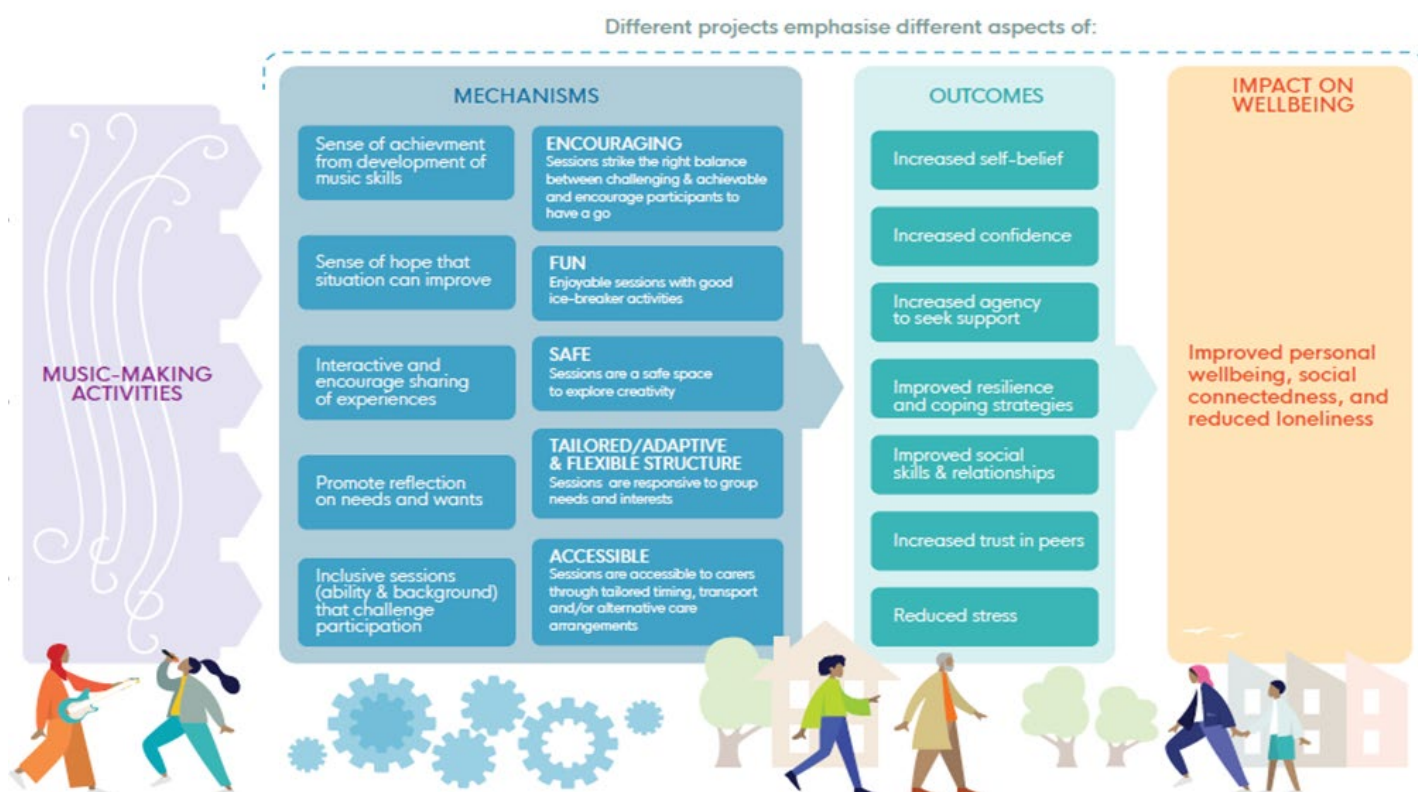 Different projects emphasise different aspects of:
MUSIC-MAKING
ACTIVITIES
MECHANISMS
Sense of achievment
from development of
music skills
Sense of hope that
situation can improve
Interactive and
encourage sharing
of experiences
Promote reflection
on needs and wants
Inclusive sessions
(ability & background)
that challenge
participation
ENCOURAGING
Sessions strike the right balance
between challenging & achievable
and encourage participants to
have a go
FUN
Enjoyable sessions with good
ice-breaker activities
SAFE
Sessions are a safe space
to explore creativity
TAILORED/ADAPTIVE
& FLEXIBLE STRUCTURE
Sessions are responsive to group
needs and interests
ACCESSIBLE
Sessions are accessible to carers
through tailored timing, transport
and/or alternative care
arrangements
OUTCOMES
Increased self-belief
Increased confidence
Increased agency
to seek support
Improved resilience
and coping strategies
Improved social
skills & relationships
Increased trust in peers
Reduced stress
IMPACT ON
WELLBEING
Improved personal
wellbeing, social
connectedness, and
reduced loneliness